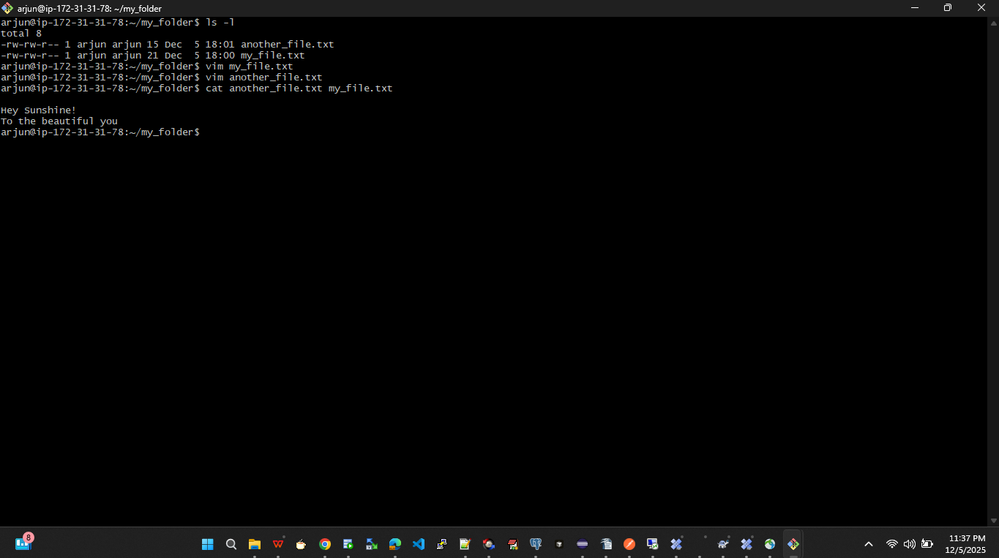 arjun@ip-172-31-31-78: ~/my_folder
arjun@ip-172-31-31-78:~/my_folder$ ls -l
total 8
-rw-rw-r-- 1 arjun arjun 15 Dec  5 18:01 another_file.txt
-rw-rw-r-- 1 arjun arjun 21 Dec  5 18:00 my_file.txt
arjun@ip-172-31-31-78:~/my_folder$ vim my_file.txt
arjun@ip-172-31-31-78:~/my_folder$ vim another_file.txt
arjun@ip-172-31-31-78:~/my_folder$ cat another_file.txt my_file.txt

Hey Sunshine!
To the beautiful you
arjun@ip-172-31-31-78:~/my_folder$
8
W
11:37 PM
12/5/2025